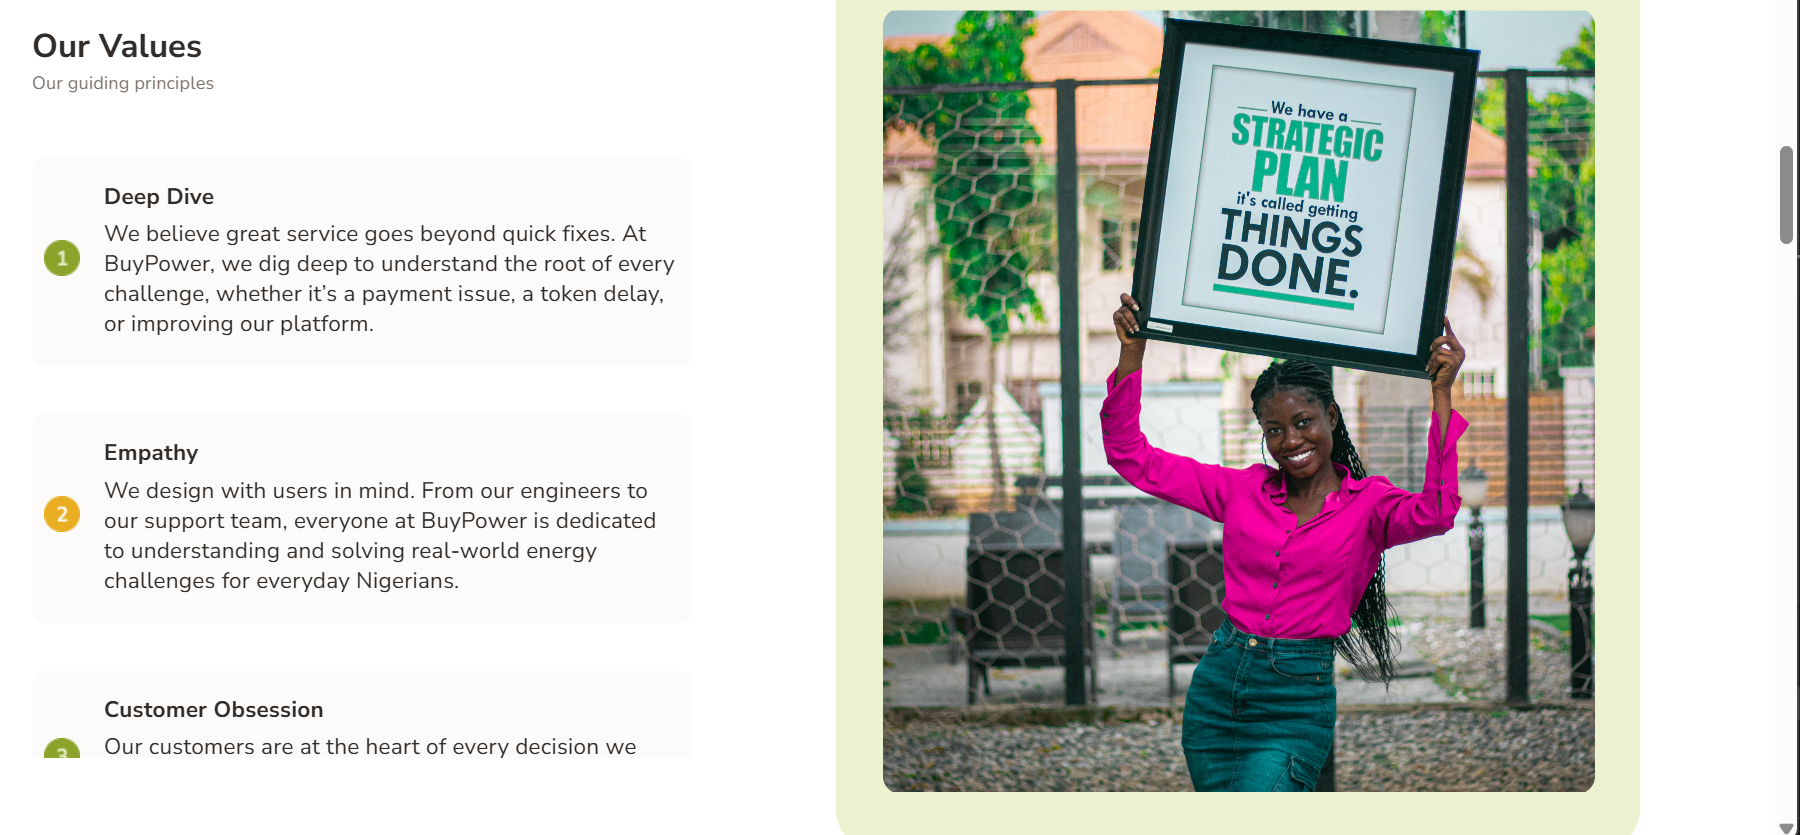 Our Values
Our guiding principles
1
Deep Dive
We believe great service goes beyond quick fixes. At
BuyPower, we dig deep to understand the root of every
challenge, whether it’s a payment issue, a token delay,
or improving our platform.
2
Empathy
We design with users in mind. From our engineers to
our support team, everyone at BuyPower is dedicated
to understanding and solving real-world energy
challenges for everyday Nigerians.
3
Customer Obsession
Our customers are at the heart of every decision we
We have a
STRATEGIC
PLAN
it's called getting
THINGS
DONE.